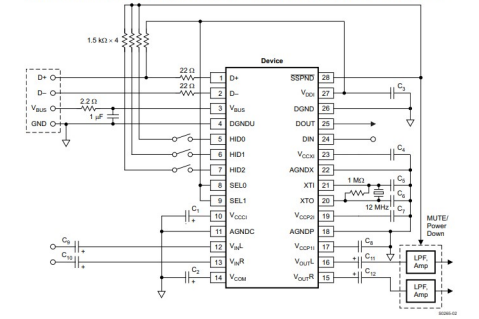 1.5 kΩ × 4
Device
22 Ω
22 Ω
2.2 Ω
1 μF
D+
D–
VBUS
GND
1 D+
2 D–
3 VBUS
4 DGNDU
5 HID0
6 HID1
7 HID2
8 SEL0
9 SEL1
10 VCCCI
11 AGNDC
12 VINL
13 VINR
14 VCOM
SSPND 28
VDDI 27
DGND 26
DOUT 25
DIN 24
VCCXI 23
AGNDX 22
XTI 21
XTO 20
VCCP2I 19
AGNDP 18
VCCP1I 17
VOUTL 16
VOUTR 15
C1
C9
C10
C2
C3
C4
1 MΩ
C5
C6
12 MHz
C7
C8
C11
C12
+
+
+
+
+
+
MUTE/
Power
Down
LPF,
Amp
LPF,
Amp
S0265-02